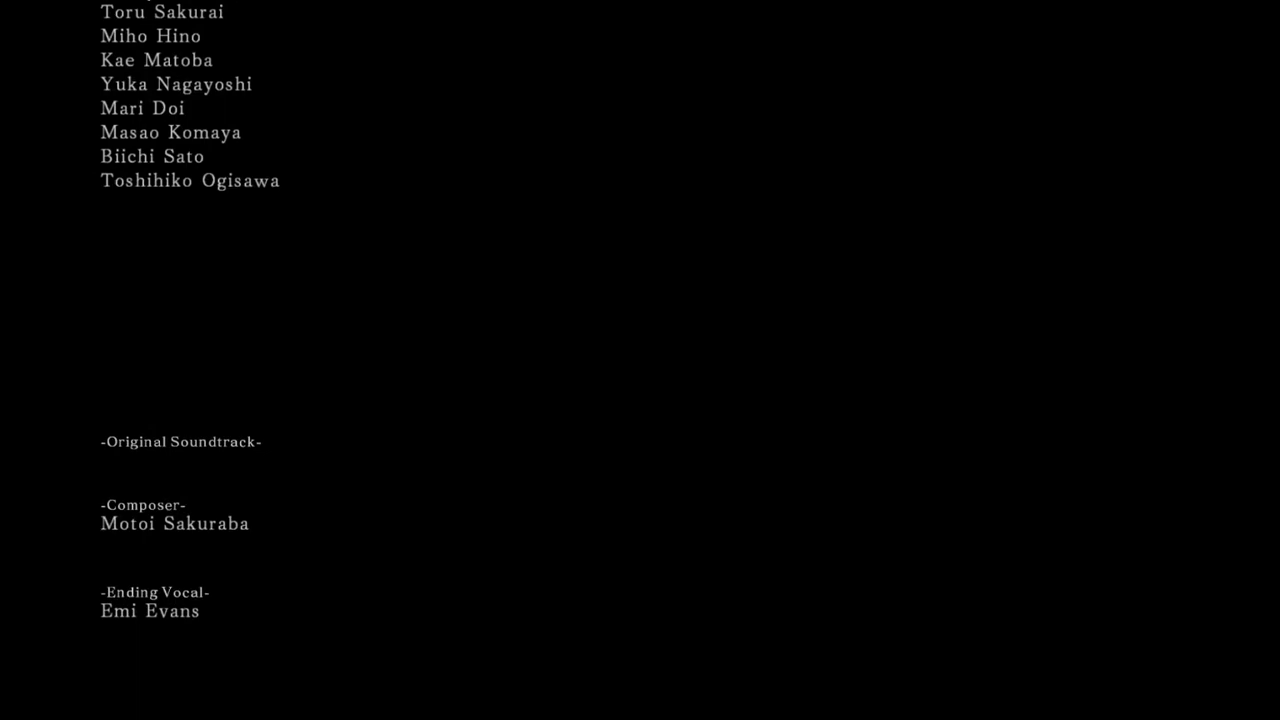 Toru Sakurai
Miho Hino
Kae Matoba
Yuka Nagayoshi
Mari Doi
Masao Komaya
Biichi Sato
Toshihiko Ogisawa
-Original Soundtrack-
-Composer-
Motoi Sakuraba
-Ending Vocal-
Emi Evans